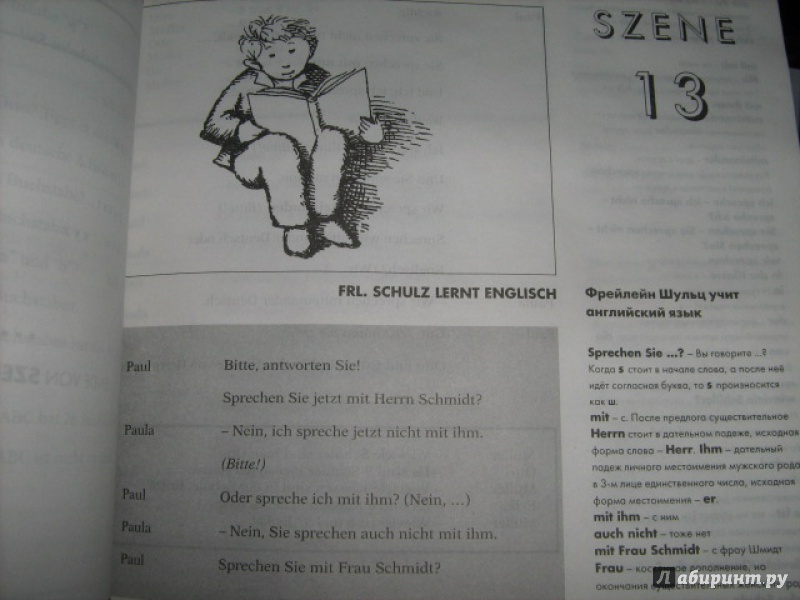 SZENE
13
FRL. SCHULZ LERNT ENGLISCH
Paul Bitte, antworten Sie!
Sprechen Sie jetzt mit Herrn Schmidt?
Paula – Nein, ich spreche jetzt nicht mit ihm.
(Bitte!)
Paul Oder spreche ich mit ihm? (Nein, ...)
Paula – Nein, Sie sprechen auch nicht mit ihm.
Paul Sprechen Sie mit Frau Schmidt?
Фрейлейн Шульц учит
английский язык
Sprechen Sie ...? – Вы говорите ...?
Когда s стоит в начале слова, а после неё
идёт согласная буква, то s произносится
как ш.
mit – с. После предлога существительное
Herrn стоит в дательном падеже, исходная
форма слова – Herr. Ihm – дательный
падеж личного местоимения мужского рода
в 3-м лице единственного числа, исходная
форма местоимения – er.
mit ihm – с ним
auch nicht – тоже нет
mit Frau Schmidt – с фрау Шмидт
Frau – дополнение, но
окончания
Лабиринт.ру